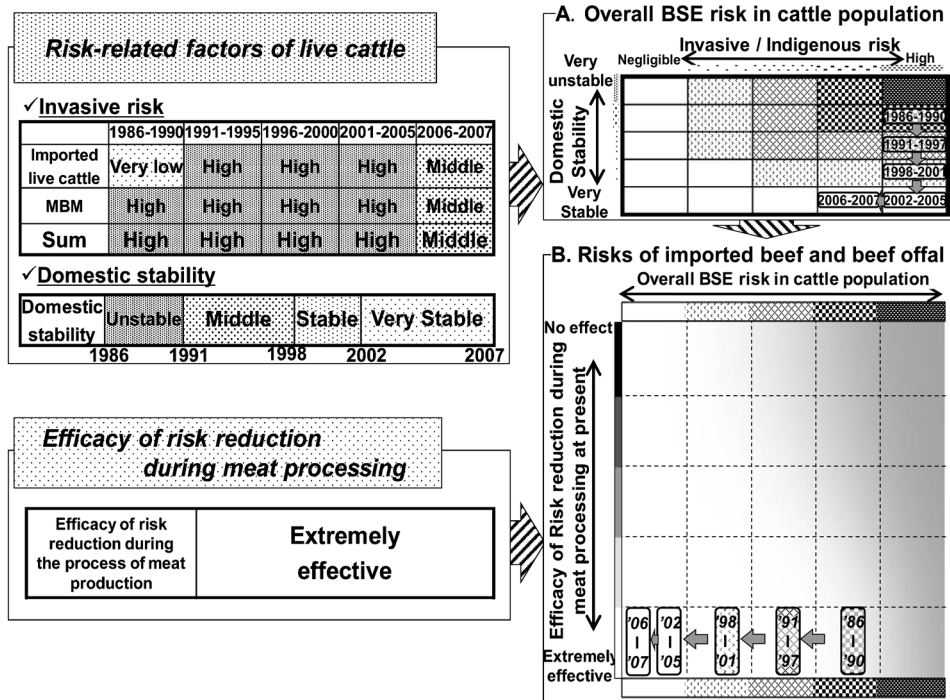 Risk-related factors of live cattle
✓Invasive risk
1986-1990 1991-1995 1996-2000 2001-2005 2006-2007
Imported
live cattle
Very low High High High Middle
MBM High High High Middle
Sum High High High High Middle
✓Domestic stability
Domestic
stability
Unstable Middle Stable Very Stable
1986 1991 1998 2002 2007
Efficacy of risk reduction
during meat processing
Efficacy of risk
reduction during
the process of meat
production
Extremely
effective
A. Overall BSE risk in cattle population
Invasive / Indigenous risk
Negligible High
Very
unstable
Domestic
Stability
Very
Stable
1986-1990
1991-1997
1998-2001
2006-2007 2002-2005
B. Risks of imported beef and beef offal
Overall BSE risk in cattle population
No effect
Efficacy of Risk reduction during
meat processing at present
Extremely
effective
'06
–
'07
'02
–
'05
'98
–
'01
'91
–
'97
'86
–
'90